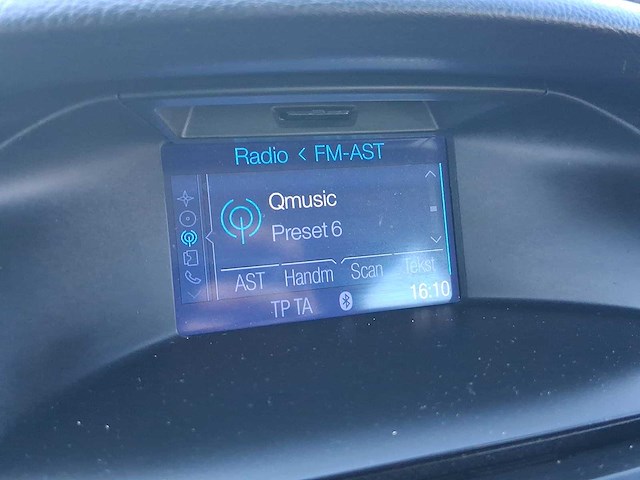 Radio < FM-AST
Qmusic
Preset 6
AST Handm Scan Tekst
16:10
TP TA